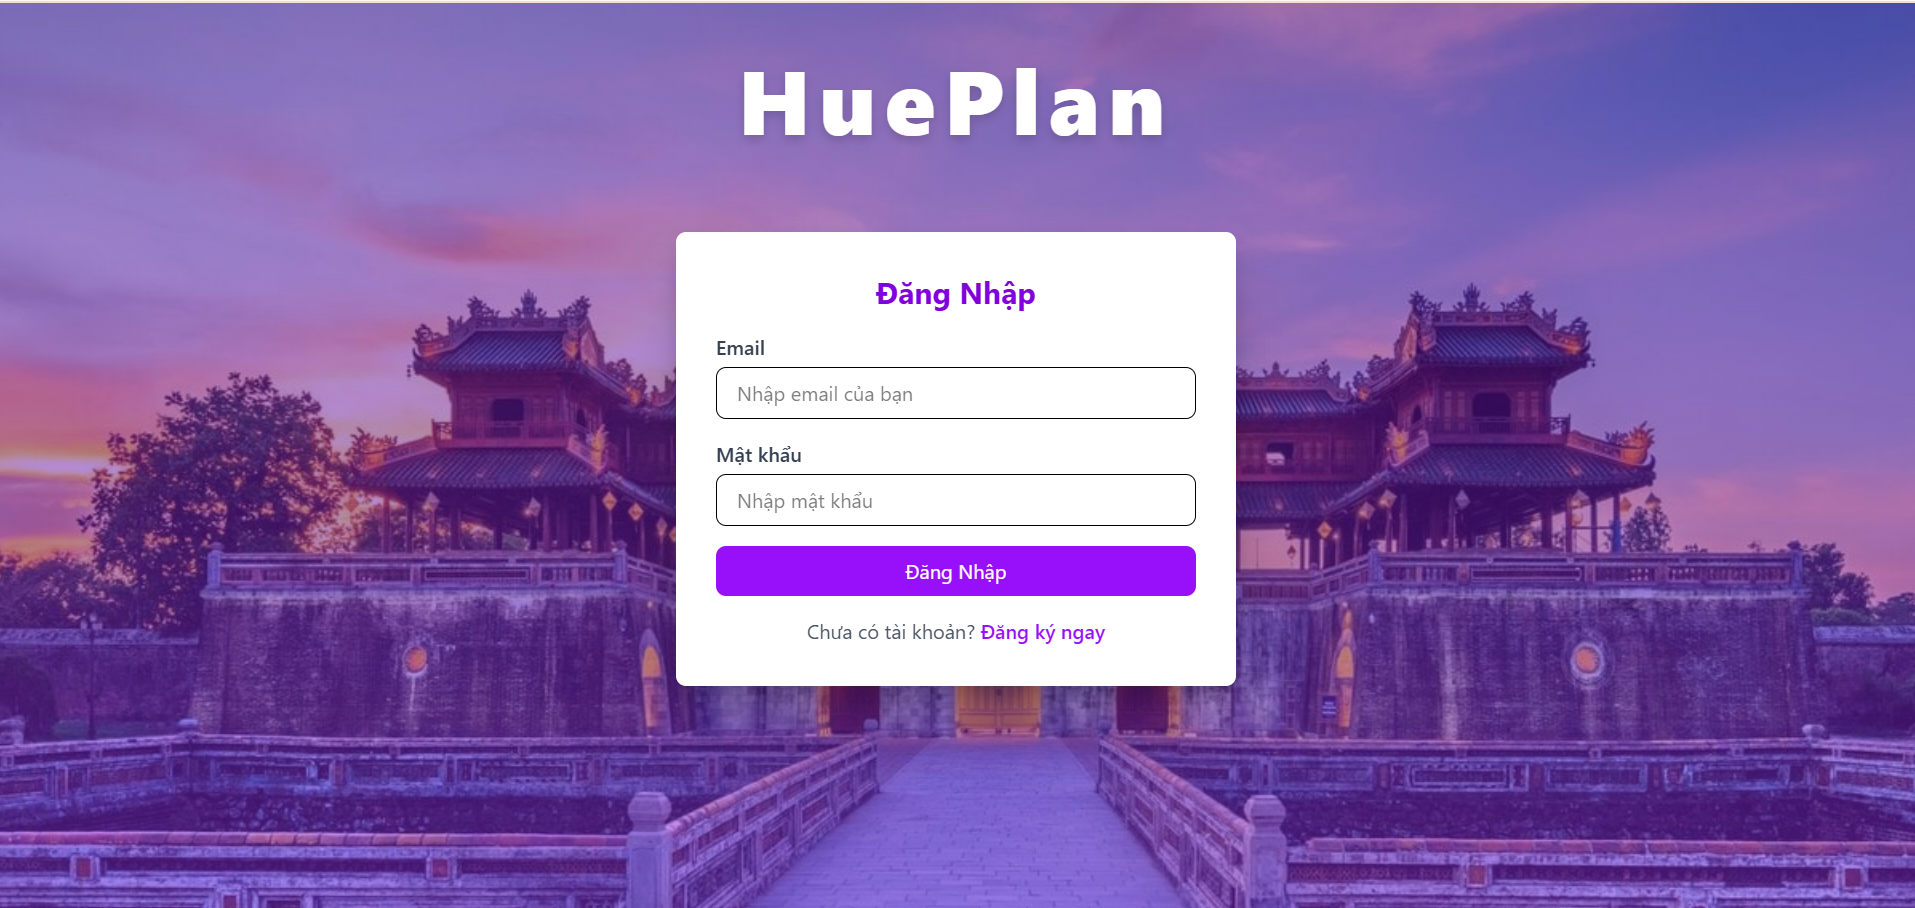 HuePlan
Đăng Nhập
Email
Nhập email của bạn
Mật khẩu
Nhập mật khẩu
Đăng Nhập
Chưa có tài khoản? Đăng ký ngay